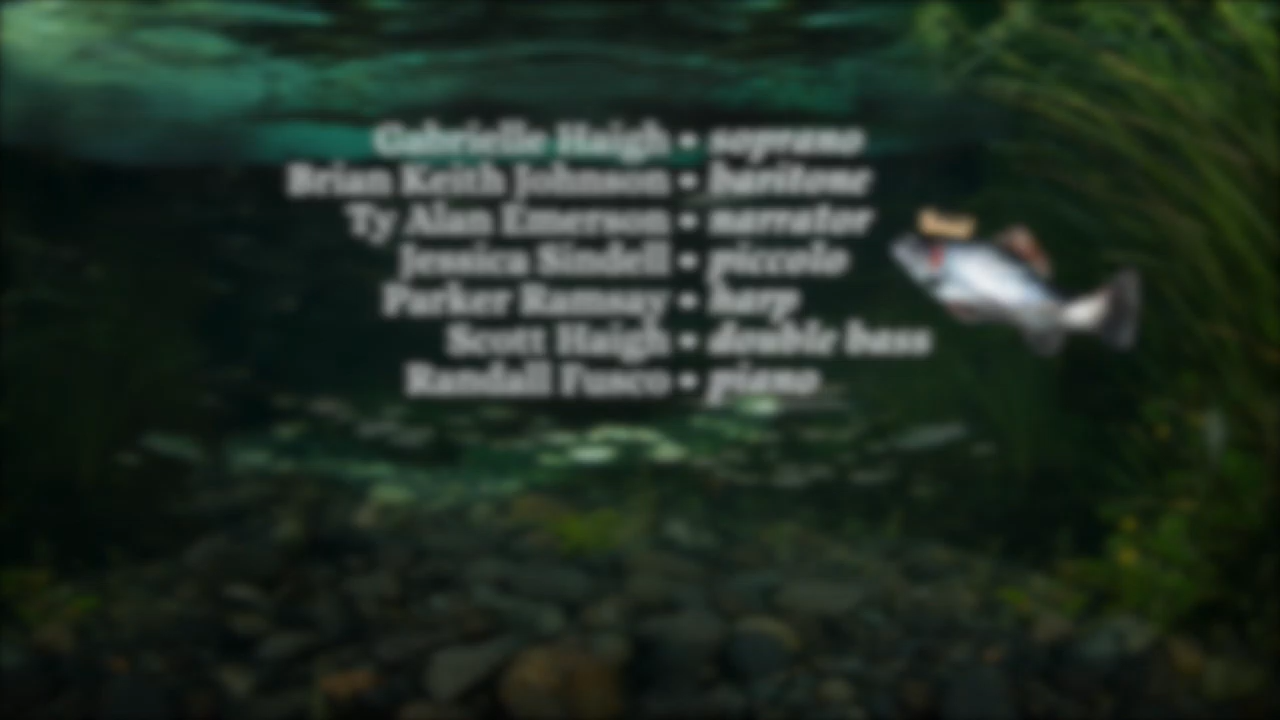 Gabrielle Haigh • soprano
Brian Keith Johnson • baritone
Ty Alan Emerson • narrator
Jessica Sindell • piccolo
Parker Ramsay • harp
Scott Haigh • double bass
Randall Fusco • piano